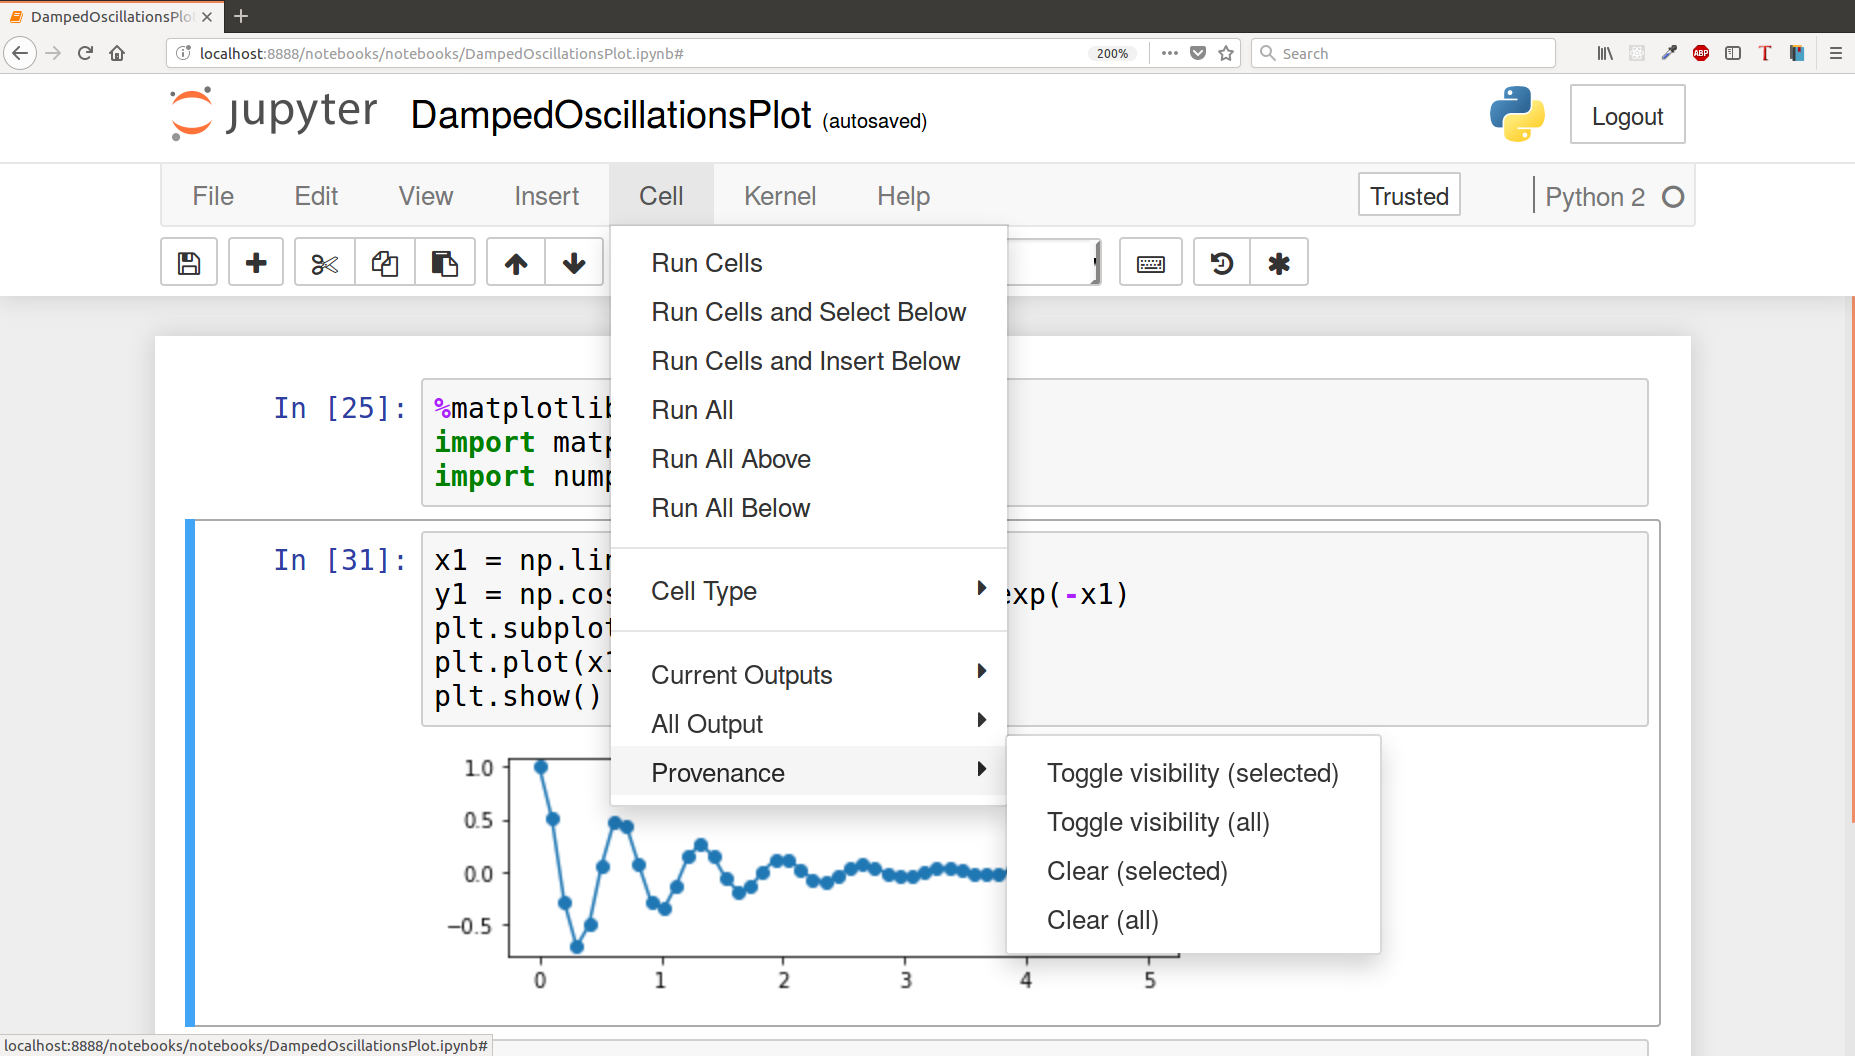 DampedOscillationsPlo
localhost:8888/notebooks/notebooks/DampedOscillationsPlot.ipynb#
200%
Search
ABP
T
jupyter
DampedOscillationsPlot (autosaved)
Logout
File Edit View Insert Cell Kernel Help
Trusted
Python 2
Run Cells
Run Cells and Select Below
Run Cells and Insert Below
Run All
Run All Above
Run All Below
Cell Type
Current Outputs
All Output
Provenance
Toggle visibility (selected)
Toggle visibility (all)
Clear (selected)
Clear (all)
In [25]:
%matplotlib
import matp
import nump
In [31]:
x1 = np.lin
y1 = np.cos exp(-x1)
plt.subplot
plt.plot(x1
plt.show()
1.0
0.5
0.0
−0.5
0 1 2 3 4 5
localhost:8888/notebooks/notebooks/DampedOscillationsPlot.ipynb#